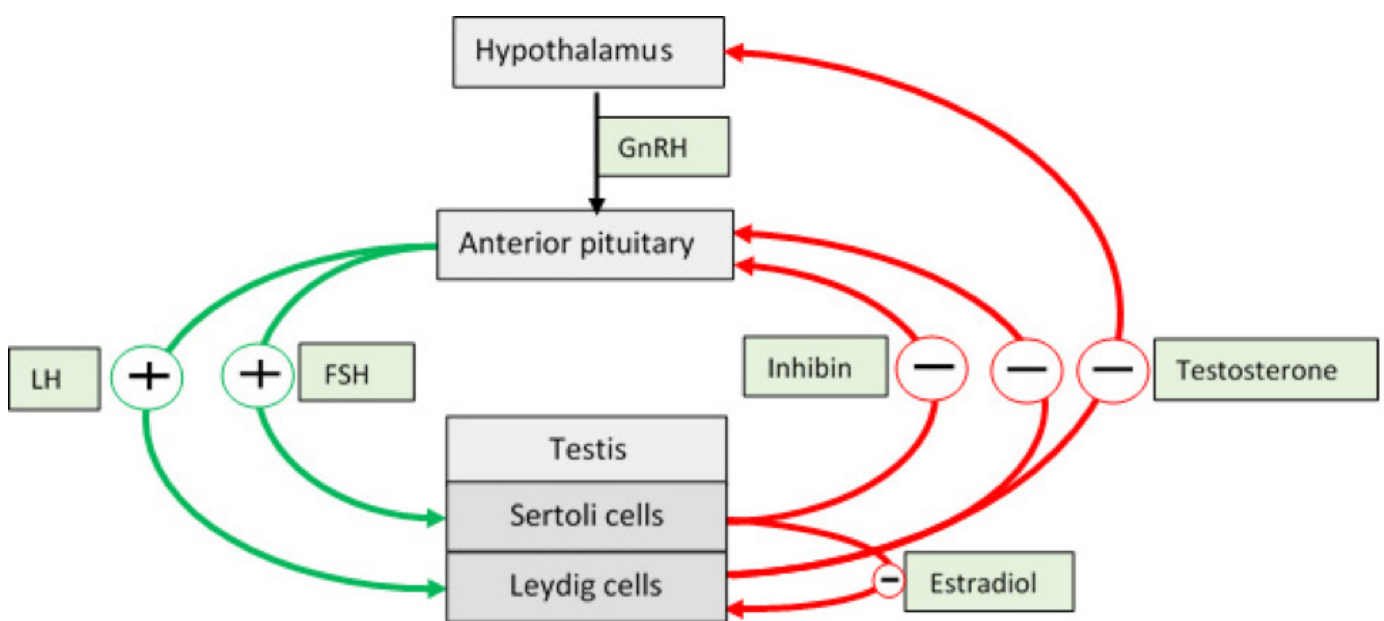 Hypothalamus
GnRH
Anterior pituitary
LH
+
+
FSH
Inhibin
−
−
−
Testosterone
Testis
Sertoli cells
Leydig cells
-
Estradiol